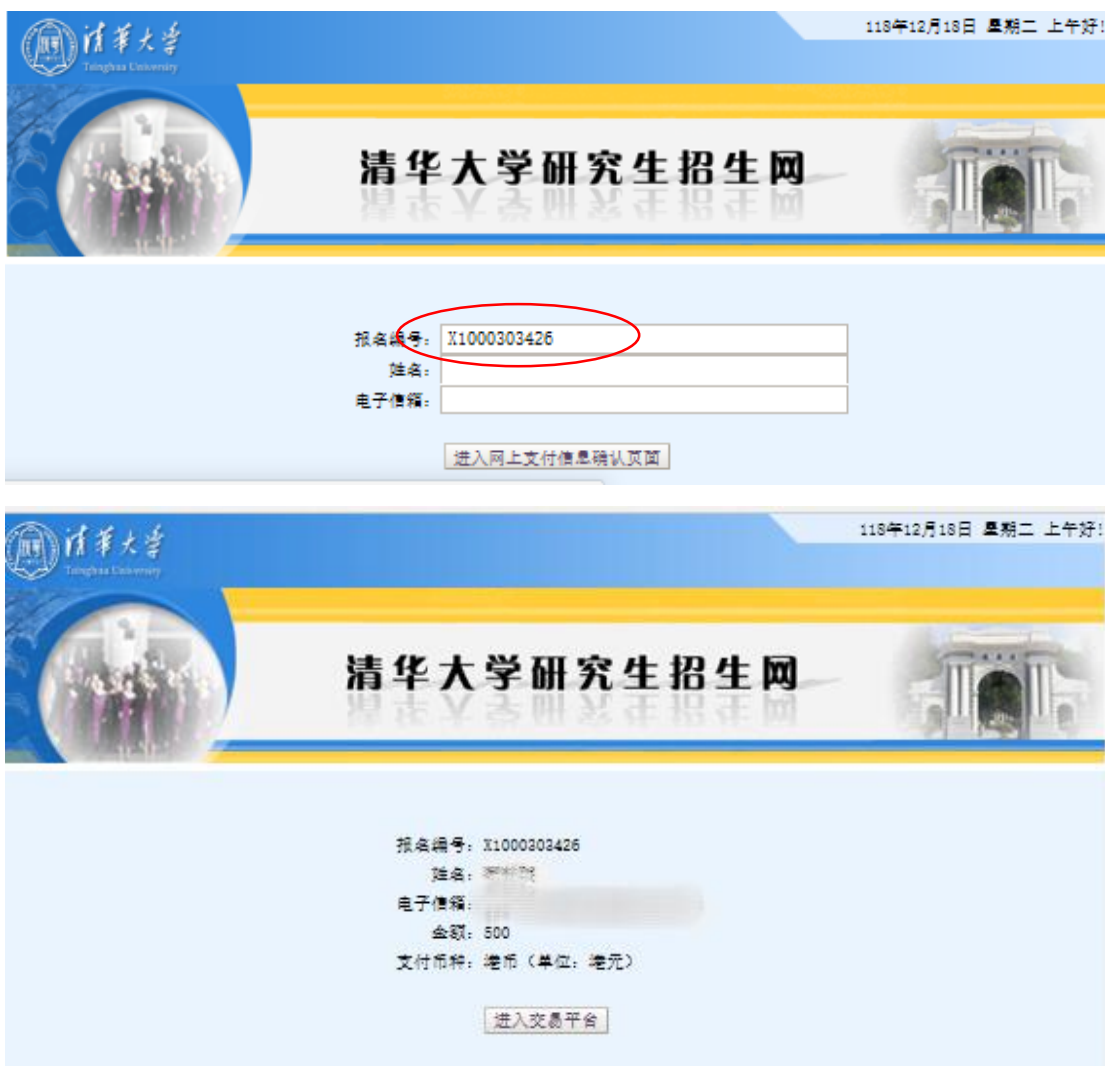 清华大学
Tsinghua University
118年12月18日 星期二 上午好!
清华大学研究生招生网
报名编号: X1000303426
姓名:
电子信箱:
进入网上支付信息确认页面
清华大学
Tsinghua University
118年12月18日 星期二 上午好!
清华大学研究生招生网
报名编号: X1000303426
姓名:
电子信箱:
金额: 500
支付币种: 港币（单位: 港元）
进入交易平台